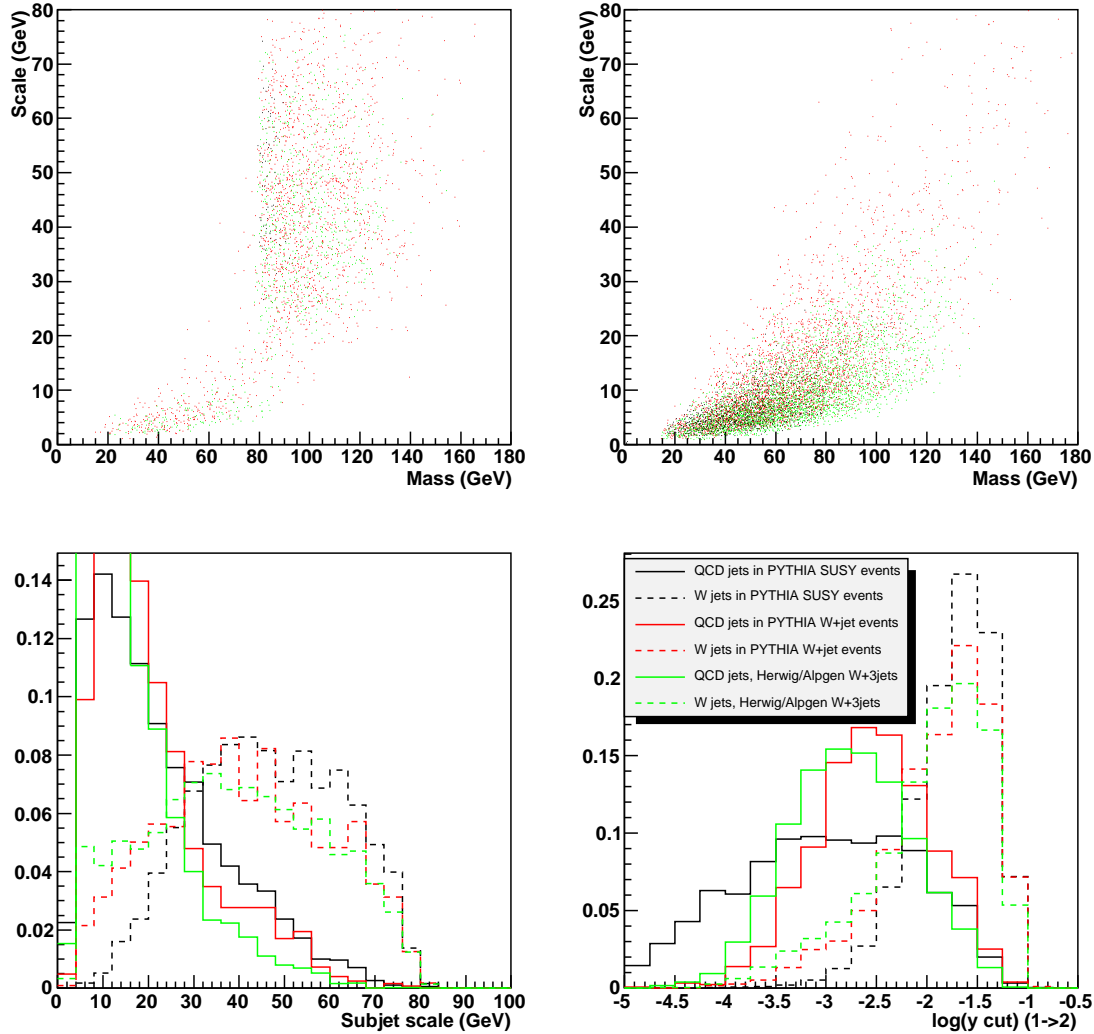 Scale (GeV)
80
70
60
50
40
30
20
10
0
0 20 40 60 80 100 120 140 160 180
Mass (GeV)
Scale (GeV)
80
70
60
50
40
30
20
10
0
0 20 40 60 80 100 120 140 160 180
Mass (GeV)
0.14
0.12
0.1
0.08
0.06
0.04
0.02
0
0 10 20 30 40 50 60 70 80 90 100
Subjet scale (GeV)
QCD jets in PYTHIA SUSY events
W jets in PYTHIA SUSY events
QCD jets in PYTHIA W+jet events
W jets in PYTHIA W+jet events
QCD jets, Herwig/Alpgen W+3jets
W jets, Herwig/Alpgen W+3jets
0.25
0.2
0.15
0.1
0.05
0
-5 -4.5 -4 -3.5 -3 -2.5 -2 -1.5 -1 -0.5
log(y cut) (1->2)